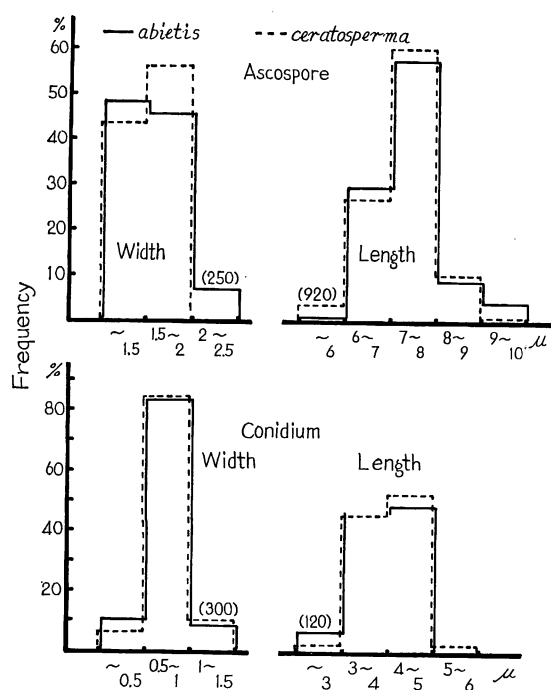 % abietis ceratosperma
60
Ascospore
50
40
30
Width Length
20
(250) (920)
10
~ 1.5 1.5~ 2 2~ 2.5 ~ 6 6~ 7 7~ 8 8~ 9 9~ 10 μ
Frequency
%
80
Conidium
Width Length
60
40
20
(300) (120)
~ 0.5 0.5~ 1 1~ 1.5 ~ 3 3~ 4 4~ 5 5~ 6 μ